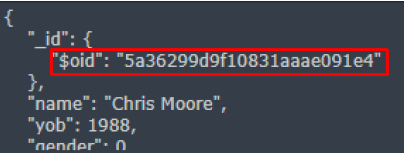 {
"_id": {
"$oid": "5a36299d9f10831aaae091e4"
},
"name": "Chris Moore",
"yob": 1988,
"gender": 0